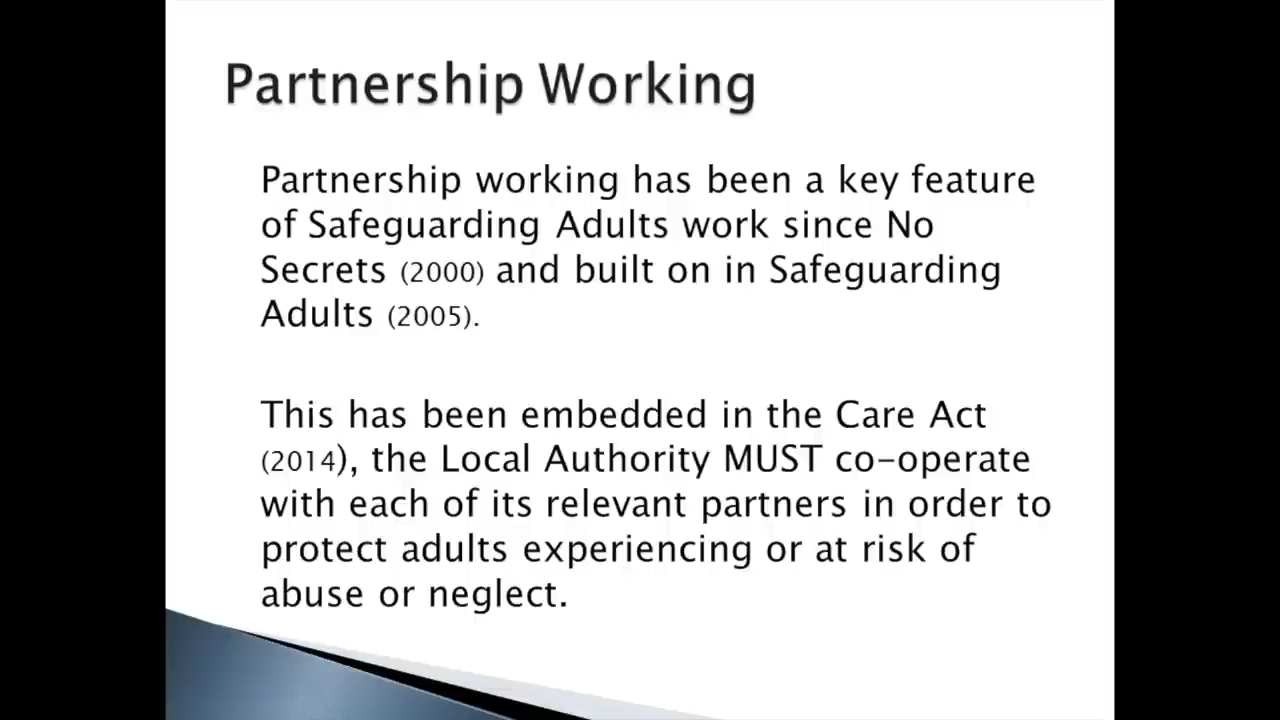 Partnership Working
Partnership working has been a key feature
of Safeguarding Adults work since No
Secrets (2000) and built on in Safeguarding
Adults (2005).
This has been embedded in the Care Act
(2014), the Local Authority MUST co-operate
with each of its relevant partners in order to
protect adults experiencing or at risk of
abuse or neglect.